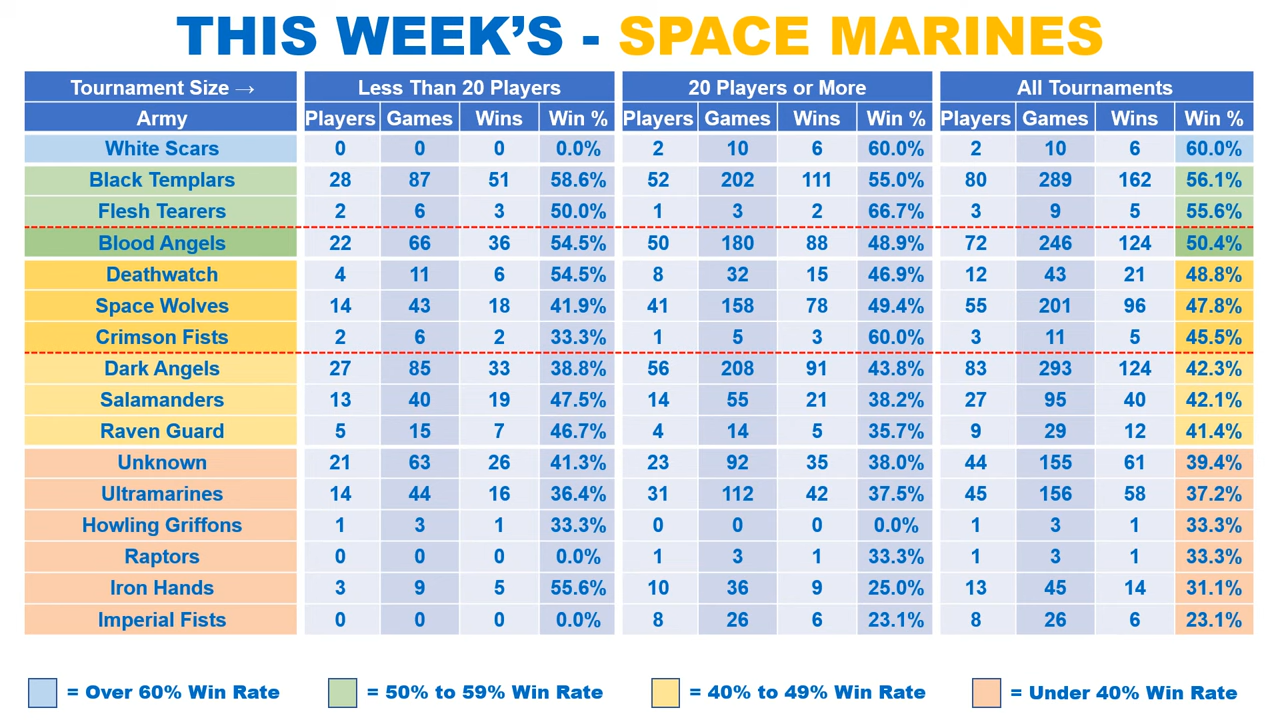 THIS WEEK'S - SPACE MARINES
Tournament Size → Less Than 20 Players 20 Players or More All Tournaments
Army Players Games Wins Win % Players Games Wins Win % Players Games Wins Win %
White Scars 0 0 0 0.0% 2 10 6 60.0% 2 10 6 60.0%
Black Templars 28 87 51 58.6% 52 202 111 55.0% 80 289 162 56.1%
Flesh Tearers 2 6 3 50.0% 1 3 2 66.7% 3 9 5 55.6%
Blood Angels 22 66 36 54.5% 50 180 88 48.9% 72 246 124 50.4%
Deathwatch 4 11 6 54.5% 8 32 15 46.9% 12 43 21 48.8%
Space Wolves 14 43 18 41.9% 41 158 78 49.4% 55 201 96 47.8%
Crimson Fists 2 6 2 33.3% 1 5 3 60.0% 3 11 5 45.5%
Dark Angels 27 85 33 38.8% 56 208 91 43.8% 83 293 124 42.3%
Salamanders 13 40 19 47.5% 14 55 21 38.2% 27 95 40 42.1%
Raven Guard 5 15 7 46.7% 4 14 5 35.7% 9 29 12 41.4%
Unknown 21 63 26 41.3% 23 92 35 38.0% 44 155 61 39.4%
Ultramarines 14 44 16 36.4% 31 112 42 37.5% 45 156 58 37.2%
Howling Griffons 1 3 1 33.3% 0 0 0 0.0% 1 3 1 33.3%
Raptors 0 0 0 0.0% 1 3 1 33.3% 1 3 1 33.3%
Iron Hands 3 9 5 55.6% 10 36 9 25.0% 13 45 14 31.1%
Imperial Fists 0 0 0 0.0% 8 26 6 23.1% 8 26 6 23.1%
= Over 60% Win Rate = 50% to 59% Win Rate = 40% to 49% Win Rate = Under 40% Win Rate